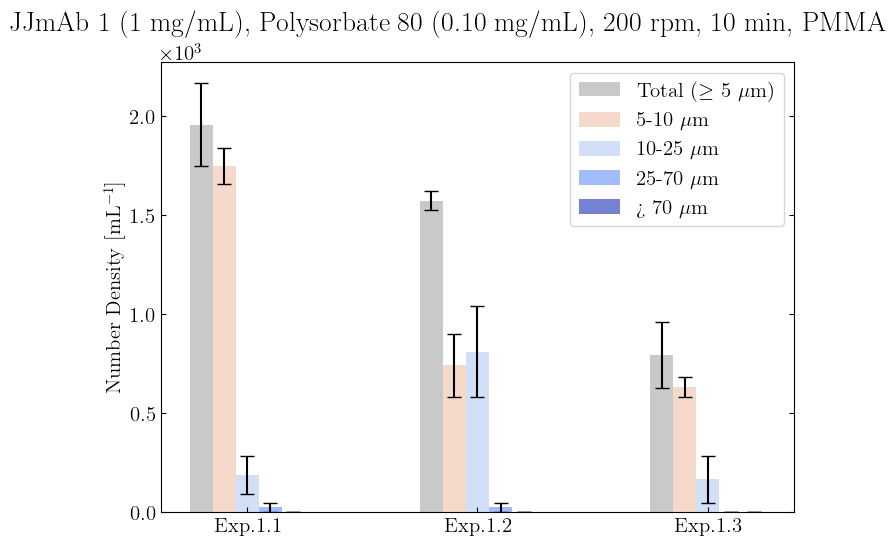 JJmAb 1 (1 mg/mL), Polysorbate 80 (0.10 mg/mL), 200 rpm, 10 min, PMMA
×10³
Number Density [mL⁻¹]
2.0
1.5
1.0
0.5
0.0
Total (≥ 5 μm)
5-10 μm
10-25 μm
25-70 μm
¿ 70 μm
Exp.1.1
Exp.1.2
Exp.1.3